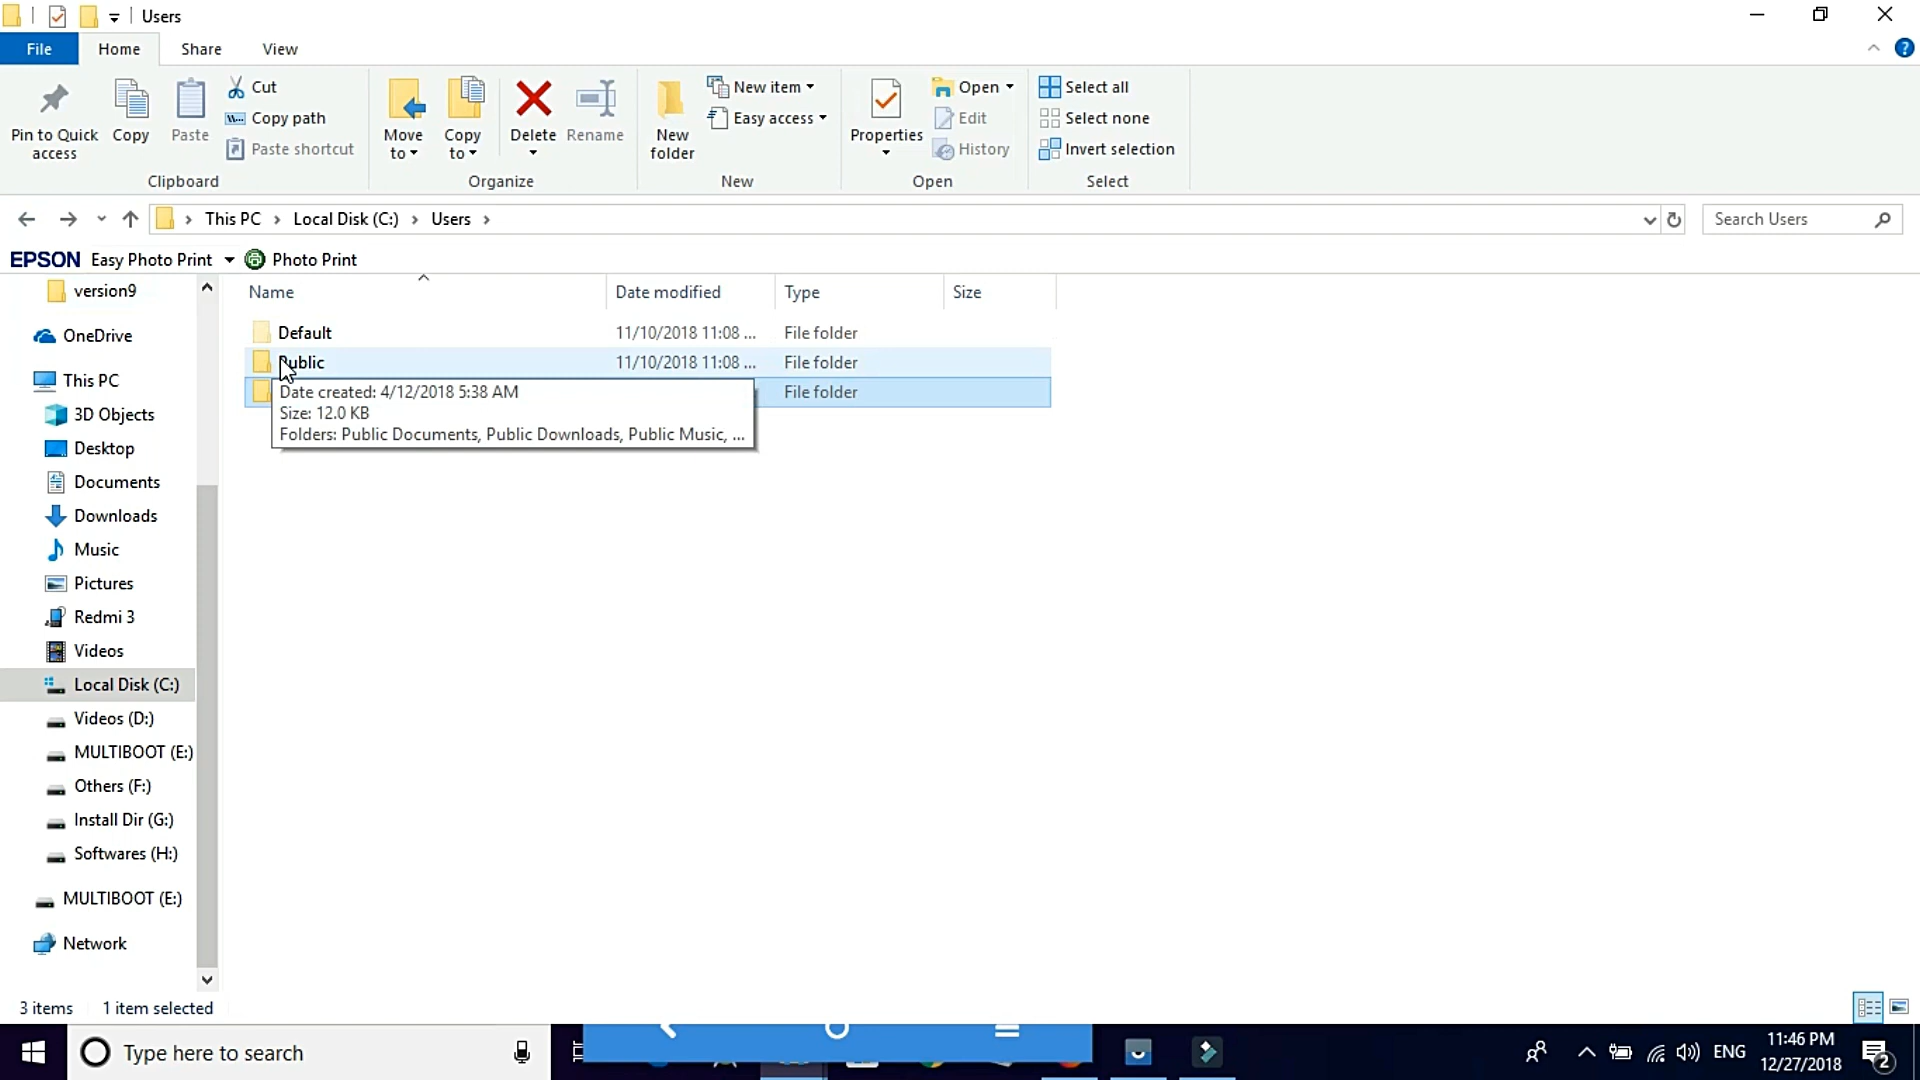 Users
File Home Share View
Pin to Quick access
Copy
Paste
Cut
Copy path
Paste shortcut
Clipboard
Move to
Copy to
Delete
Rename
Organize
New folder
New item
Easy access
New
Properties
Open
Edit
History
Open
Select all
Select none
Invert selection
Select
This PC Local Disk (C:) Users
Search Users
EPSON Easy Photo Print Photo Print
version9
OneDrive
This PC
3D Objects
Desktop
Documents
Downloads
Music
Pictures
Redmi 3
Videos
Local Disk (C:)
Videos (D:)
MULTIBOOT (E:)
Others (F:)
Install Dir (G:)
Softwares (H:)
MULTIBOOT (E:)
Network
Name Date modified Type Size
Default 11/10/2018 11:08 ... File folder
Public 11/10/2018 11:08 ... File folder
File folder
Date created: 4/12/2018 5:38 AM
Size: 12.0 KB
Folders: Public Documents, Public Downloads, Public Music, ...
3 items 1 item selected
Type here to search
ENG
11:46 PM
12/27/2018
2